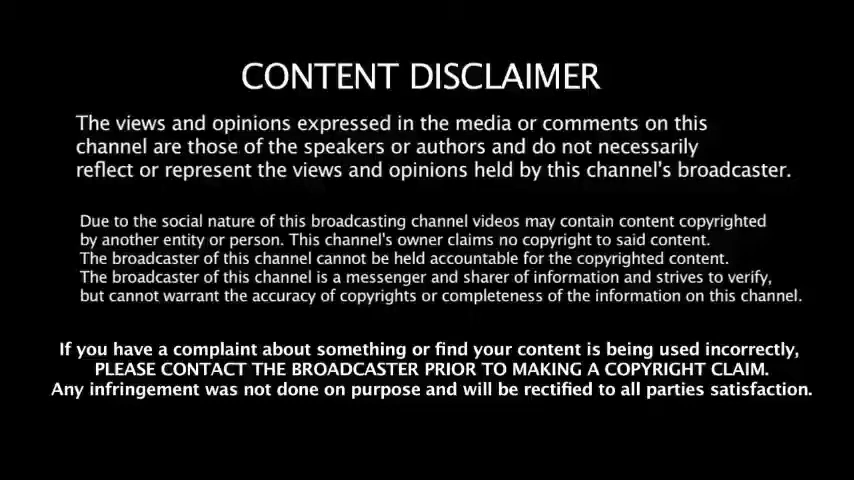 CONTENT DISCLAIMER
The views and opinions expressed in the media or comments on this
channel are those of the speakers or authors and do not necessarily
reflect or represent the views and opinions held by this channel's broadcaster.
Due to the social nature of this broadcasting channel videos may contain content copyrighted
by another entity or person. This channel's owner claims no copyright to said content.
The broadcaster of this channel cannot be held accountable for the copyrighted content.
The broadcaster of this channel is a messenger and sharer of information and strives to verify,
but cannot warrant the accuracy of copyrights or completeness of the information on this channel.
If you have a complaint about something or find your content is being used incorrectly,
PLEASE CONTACT THE BROADCASTER PRIOR TO MAKING A COPYRIGHT CLAIM.
Any infringement was not done on purpose and will be rectified to all parties satisfaction.